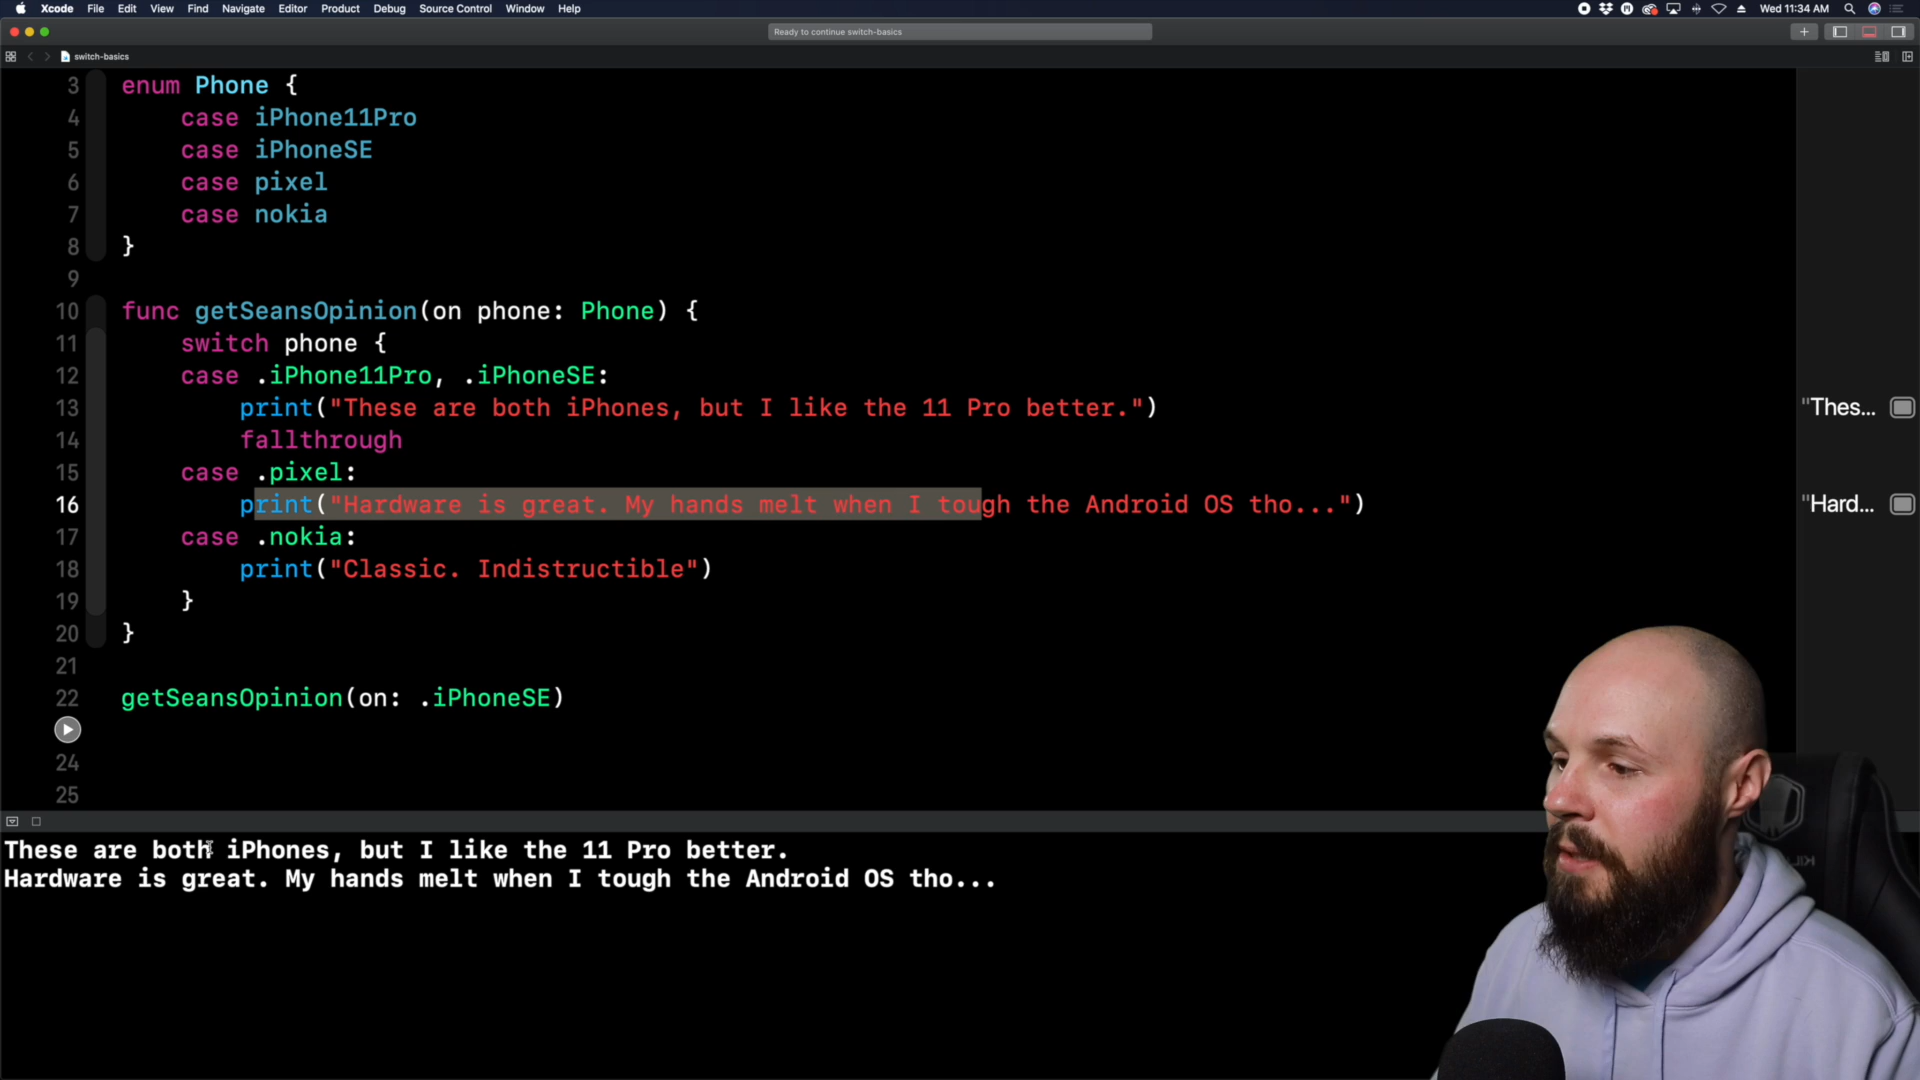 Xcode File Edit View Find Navigate Editor Product Debug Source Control Window Help Wed 11:34 AM
Ready to continue switch-basics
switch-basics
3 enum Phone {
4 case iPhone11Pro
5 case iPhoneSE
6 case pixel
7 case nokia
8 }
9
10 func getSeansOpinion(on phone: Phone) {
11 switch phone {
12 case .iPhone11Pro, .iPhoneSE:
13 print("These are both iPhones, but I like the 11 Pro better.") "Thes...
14 fallthrough
15 case .pixel:
16 print("Hardware is great. My hands melt when I tough the Android OS tho...") "Hard...
17 case .nokia:
18 print("Classic. Indistructible")
19 }
20 }
21
22 getSeansOpinion(on: .iPhoneSE)
24
25
These are both iPhones, but I like the 11 Pro better.
Hardware is great. My hands melt when I tough the Android OS tho...